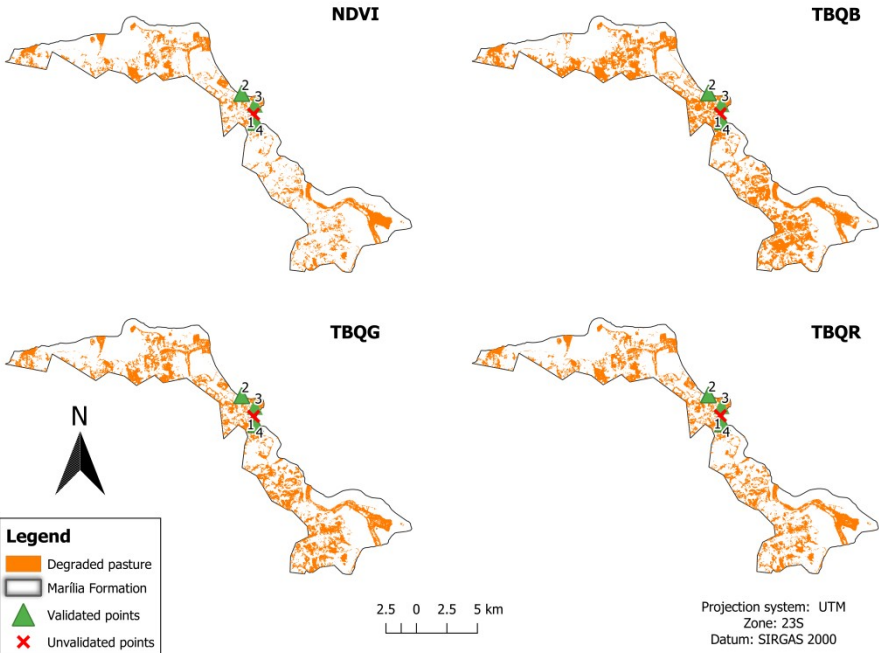 NDVI
TBQB
2
3
1
4
2
3
1
4
TBQG
TBQR
2
3
1
4
2
3
1
4
N
Legend
Degraded pasture
Marília Formation
Validated points
Unvalidated points
2.5 0 2.5 5 km
Projection system: UTM
Zone: 23S
Datum: SIRGAS 2000